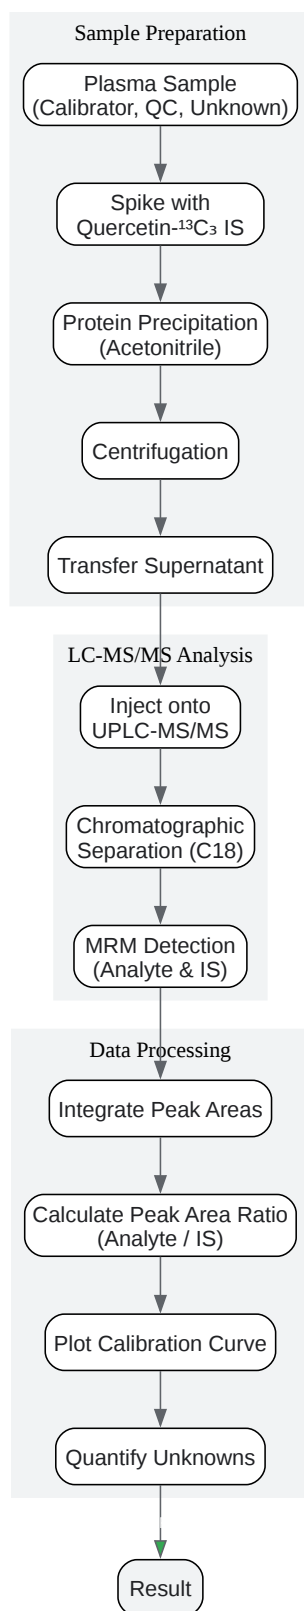 Sample Preparation
Plasma Sample
(Calibrator, QC, Unknown)
Spike with
Quercetin-¹³C₃ IS
Protein Precipitation
(Acetonitrile)
Centrifugation
Transfer Supernatant
LC-MS/MS Analysis
Inject onto
UPLC-MS/MS
Chromatographic
Separation (C18)
MRM Detection
(Analyte & IS)
Data Processing
Integrate Peak Areas
Calculate Peak Area Ratio
(Analyte / IS)
Plot Calibration Curve
Quantify Unknowns
Result